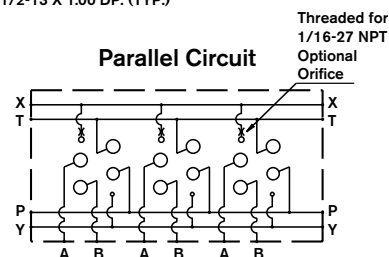 1/2-13 X 1.00 DP. (TYP.)
Threaded for
1/16-27 NPT
Optional
Orifice
Parallel Circuit
X X
T T
P P
Y Y
A B A B A B